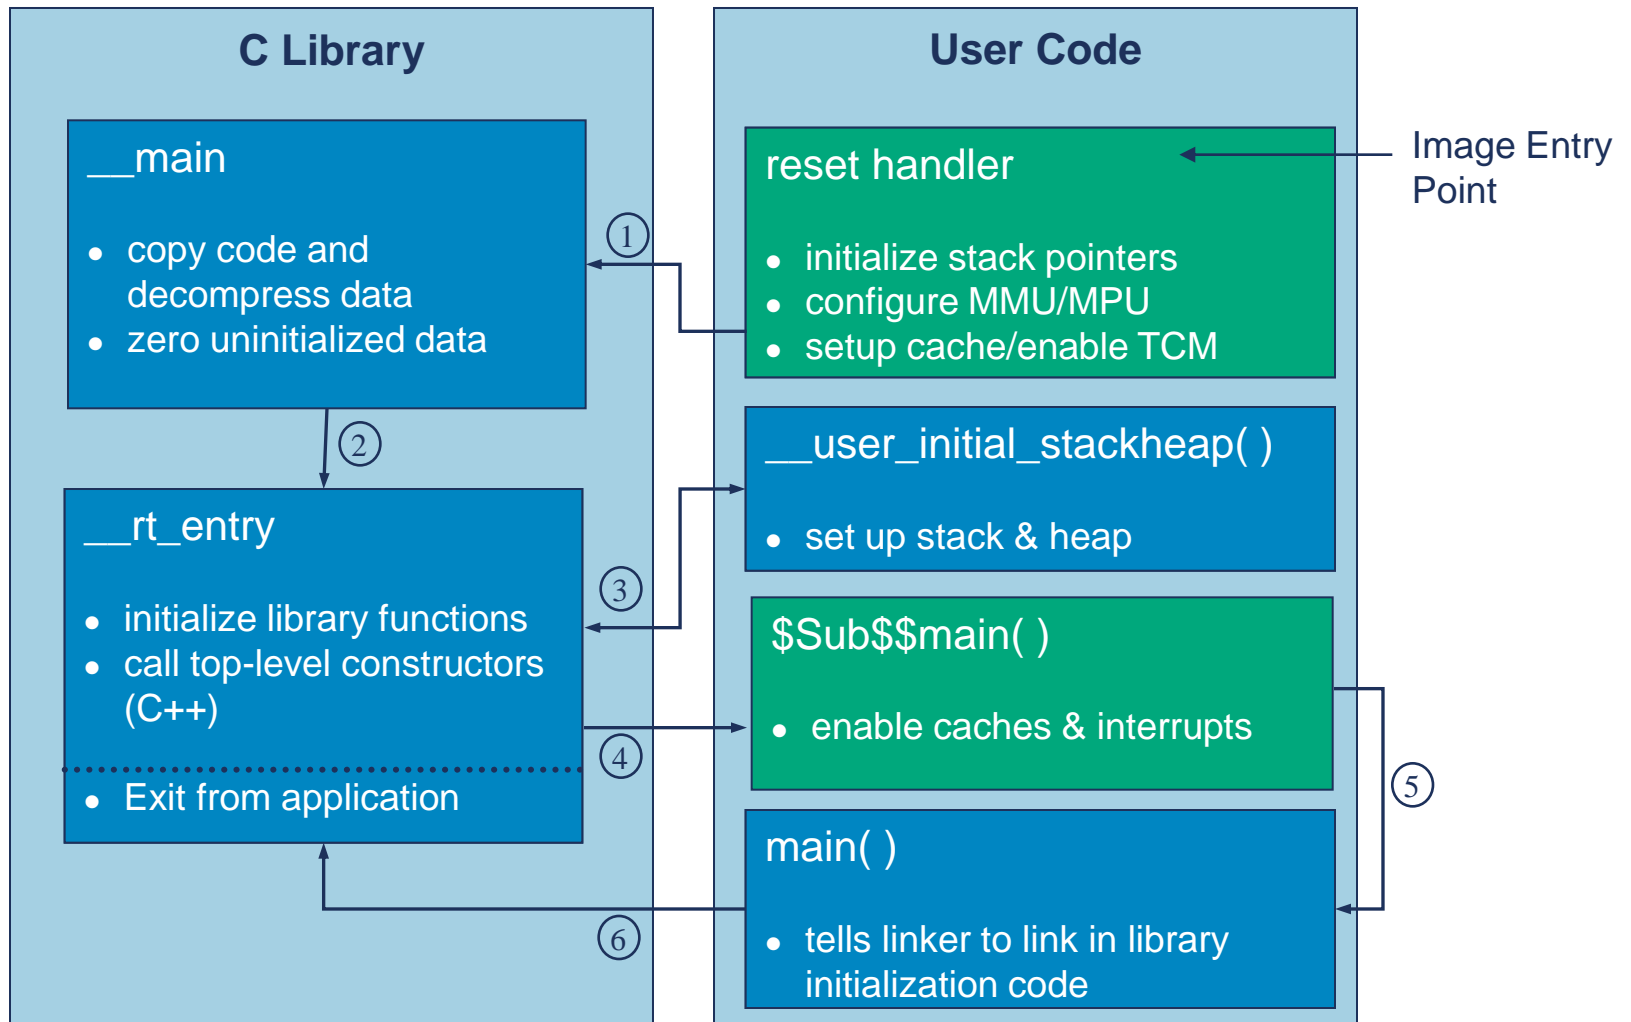 C Library
__main
• copy code and
decompress data
• zero uninitialized data
1
2
__rt_entry
• initialize library functions
• call top-level constructors
(C++)
• Exit from application
3
4
6
User Code
reset handler
• initialize stack pointers
• configure MMU/MPU
• setup cache/enable TCM
__user_initial_stackheap( )
• set up stack & heap
$Sub$$main( )
• enable caches & interrupts
main( )
• tells linker to link in library
initialization code
Image Entry
Point
5